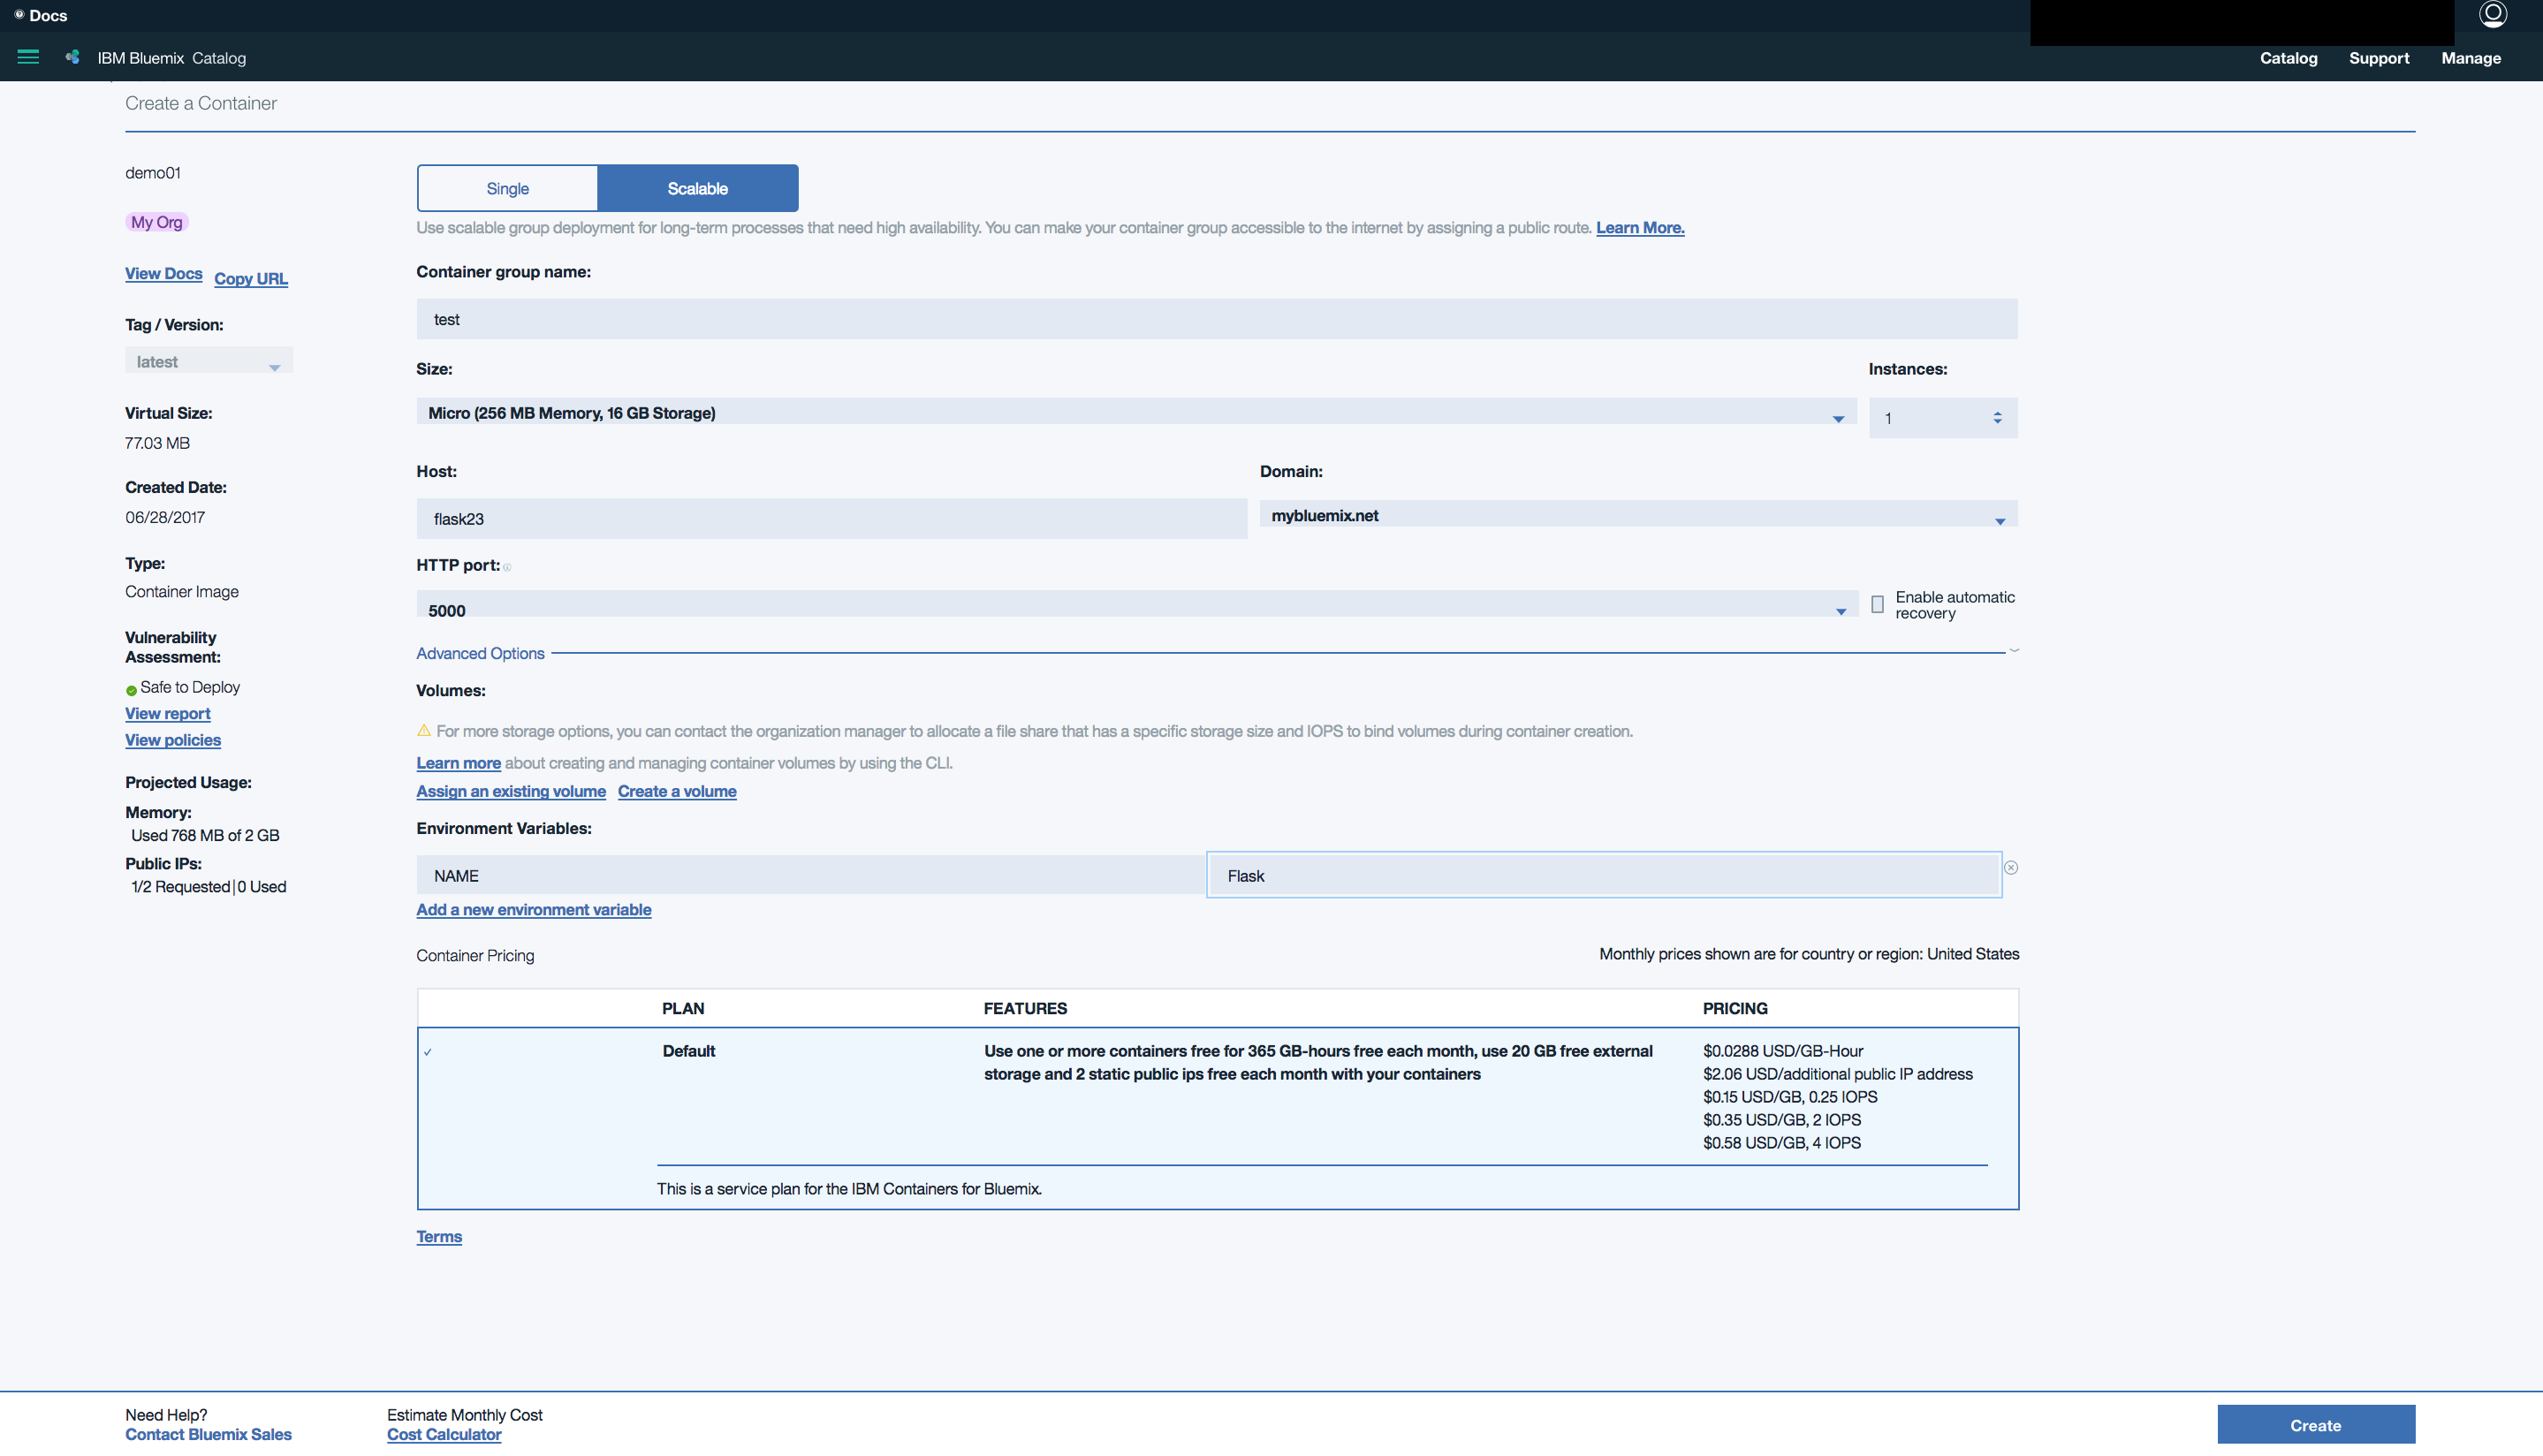 Docs
IBM Bluemix Catalog
Catalog Support Manage
Create a Container
demo01
My Org
View Docs Copy URL
Tag / Version:
latest
Virtual Size:
77.03 MB
Created Date:
06/28/2017
Type:
Container Image
Vulnerability
Assessment:
Safe to Deploy
View report
View policies
Projected Usage:
Memory:
Used 768 MB of 2 GB
Public IPs:
1/2 Requested|0 Used
Single Scalable
Use scalable group deployment for long-term processes that need high availability. You can make your container group accessible to the internet by assigning a public route. Learn More.
Container group name:
test
Size: Instances:
Micro (256 MB Memory, 16 GB Storage) 1
Host: Domain:
flask23 mybluemix.net
HTTP port:
5000
Enable automatic
recovery
Advanced Options
Volumes:
For more storage options, you can contact the organization manager to allocate a file share that has a specific storage size and IOPS to bind volumes during container creation.
Learn more about creating and managing container volumes by using the CLI.
Assign an existing volume Create a volume
Environment Variables:
NAME Flask
Add a new environment variable
Container Pricing Monthly prices shown are for country or region: United States
PLAN FEATURES PRICING
Default
Use one or more containers free for 365 GB-hours free each month, use 20 GB free external
storage and 2 static public ips free each month with your containers
$0.0288 USD/GB-Hour
$2.06 USD/additional public IP address
$0.15 USD/GB, 0.25 IOPS
$0.35 USD/GB, 2 IOPS
$0.58 USD/GB, 4 IOPS
This is a service plan for the IBM Containers for Bluemix.
Terms
Need Help?
Contact Bluemix Sales
Estimate Monthly Cost
Cost Calculator
Create